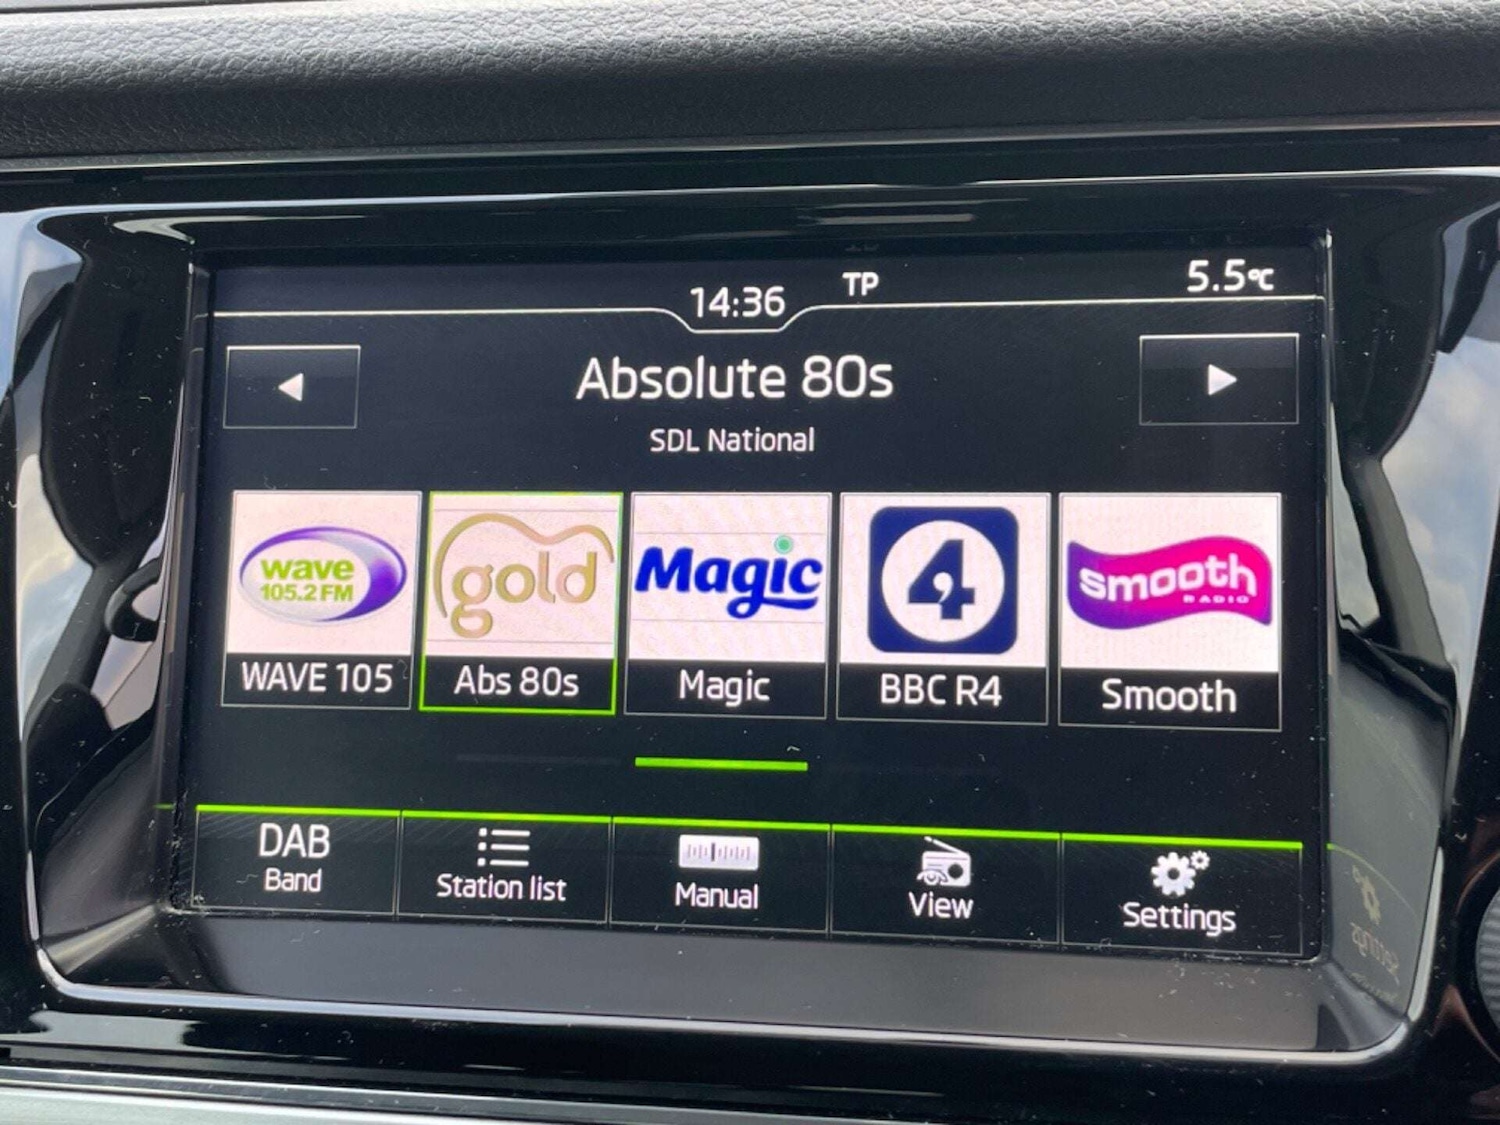 14:36 TP 5.5°C
Absolute 80s
SDL National
wave
105.2 FM
gold
Magic
4
smooth
RADIO
WAVE 105
Abs 80s
Magic
BBC R4
Smooth
DAB
Band
Station list
Manual
View
Settings